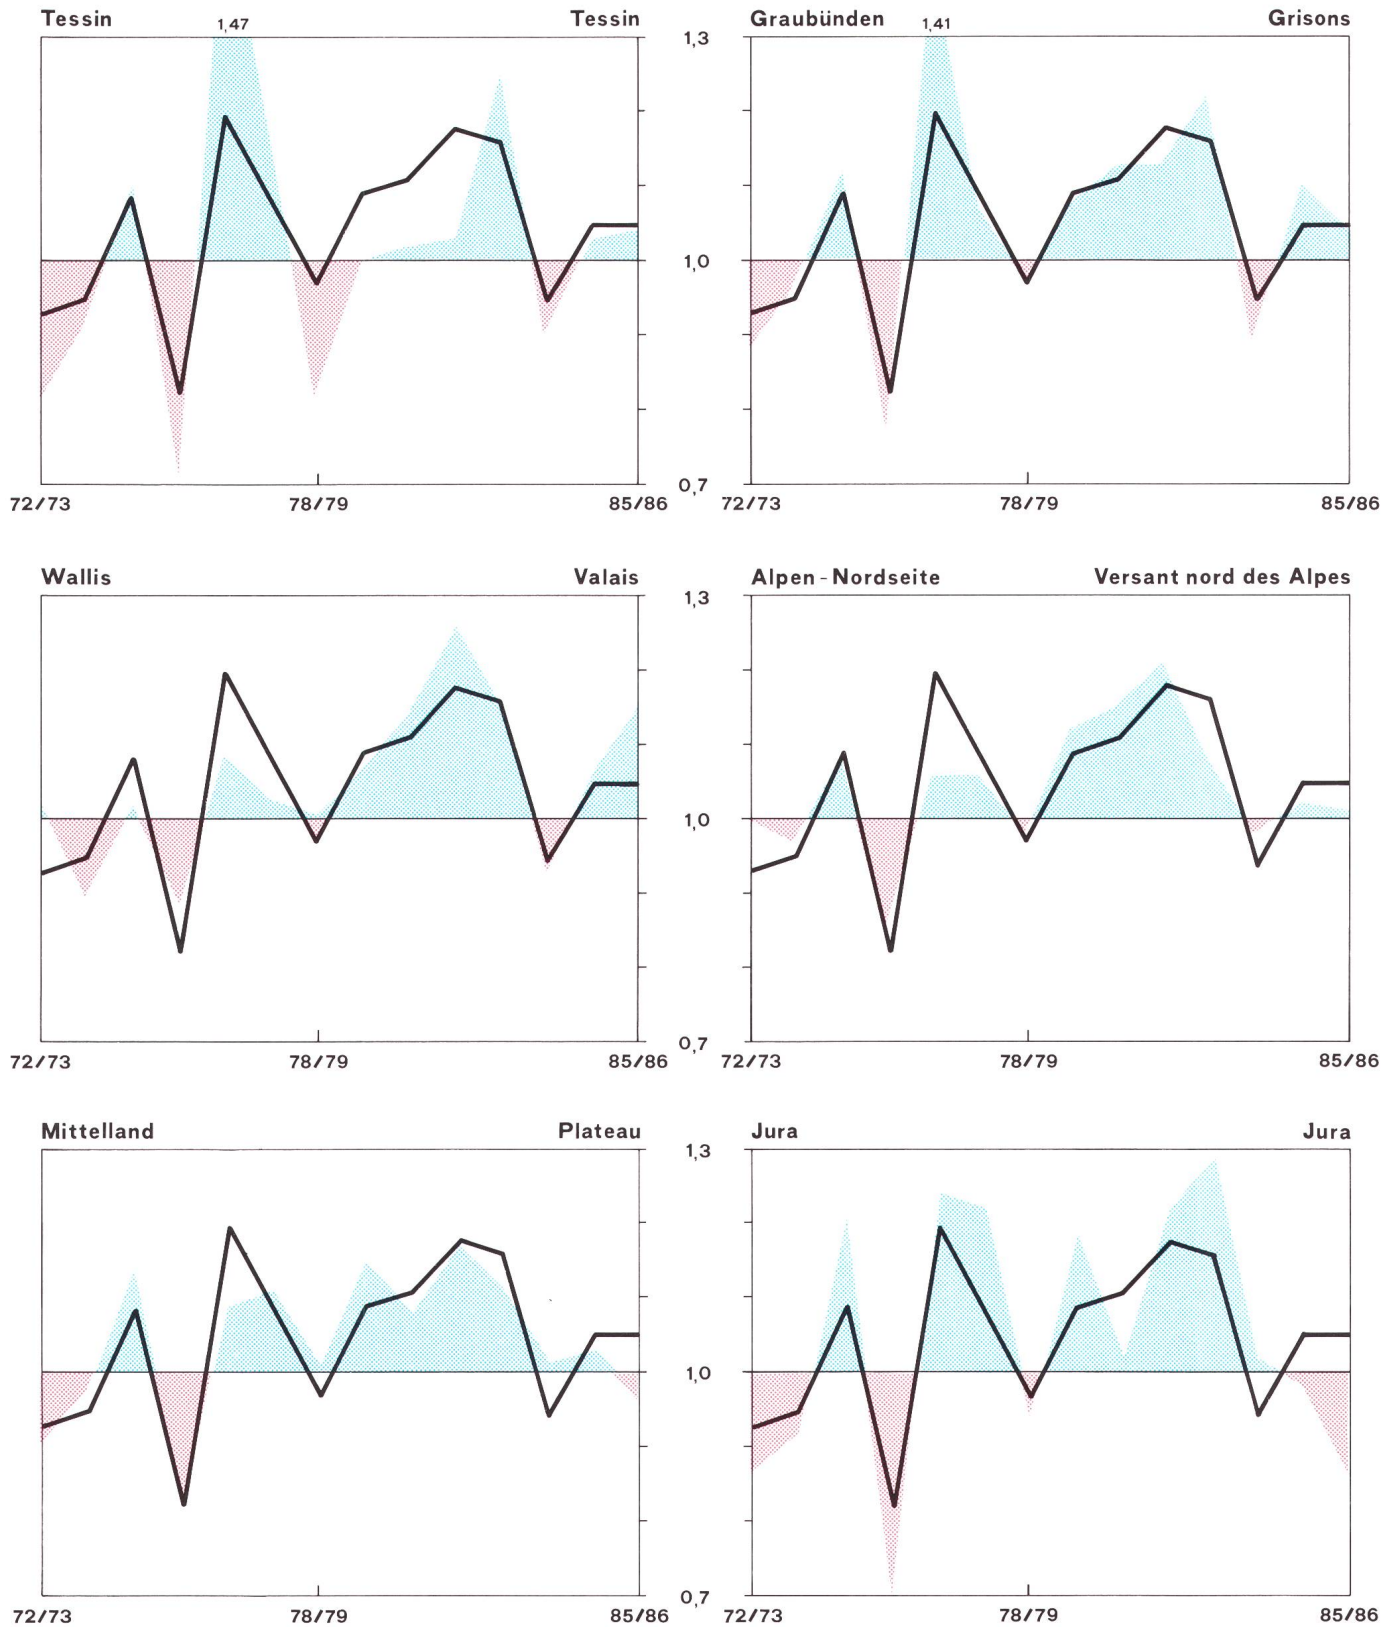 Tessin Tessin
1,47
Graubünden Grisons
1,41
1,3
1,0
0,7
72/73 78/79 85/86
72/73 78/79 85/86
Wallis Valais
Alpen-Nordseite Versant nord des Alpes
1,3
1,0
0,7
72/73 78/79 85/86
72/73 78/79 85/86
Mittelland Plateau
Jura Jura
1,3
1,0
0,7
72/73 78/79 85/86
72/73 78/79 85/86